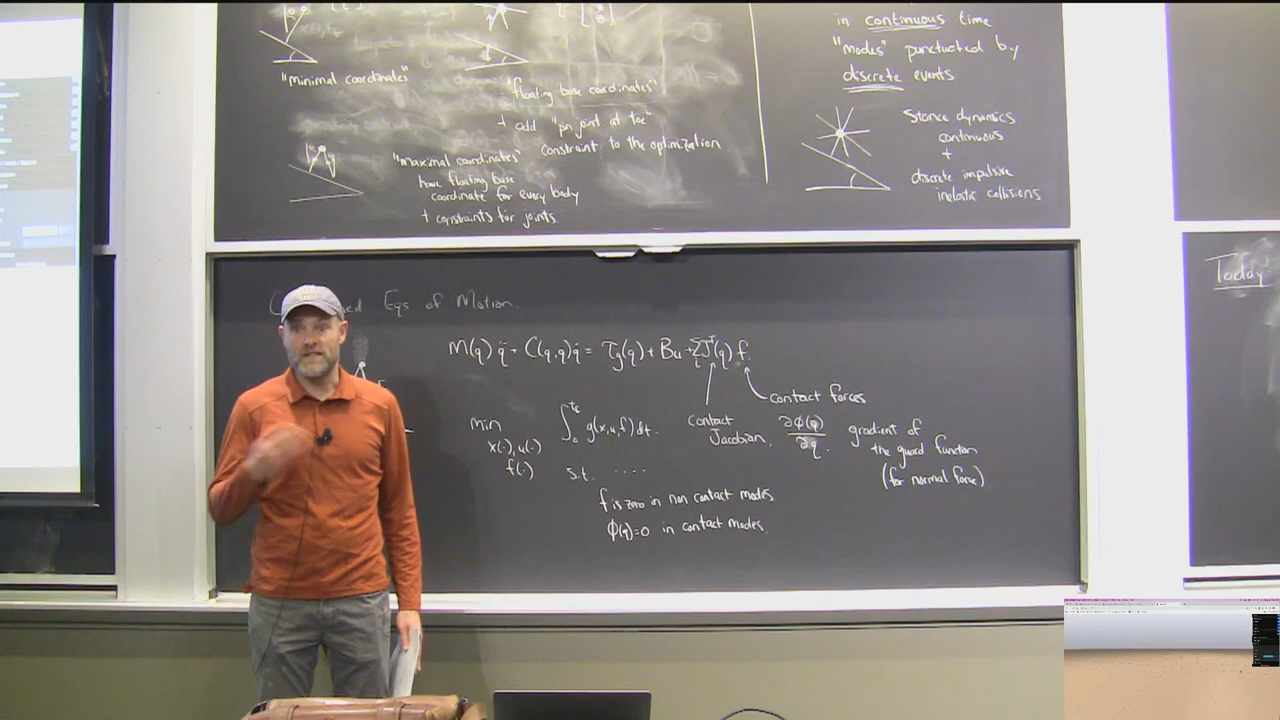 "minimal coordinates"
"floating base coordinates"
+ add "pin joint at toe"
constraint to the optimization
"maximal coordinates"
have floating base
coordinate for every body
+ constraints for joints.
in continuous time
"modes" punctuated by
discrete events
Stance dynamics
continuous
+
discrete impulsive
inelastic collisions
Eqs of Motion.
M(q) q̈ + C(q,q̇)q̇ = τg(q) + Bu + Σi JiT(q) fi
contact forces
contact
Jacobian.
∂ϕ(q)
∂q.
gradient of
the guard function
(for normal force)
min
x(·), u(·)
f(·)
∫0tf g(x,u,f)dt.
s.t. ....
f is zero in non contact modes
ϕ(q)=0 in contact modes.
Today